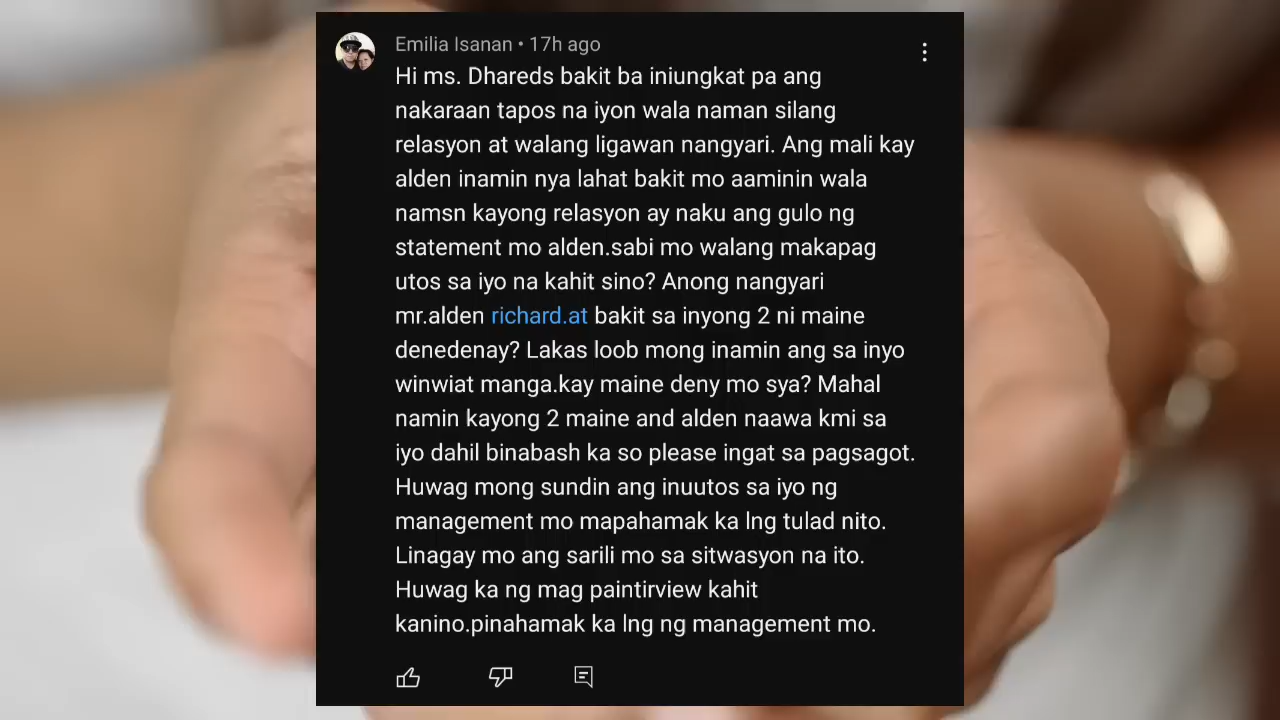 Emilia Isanan • 17h ago
Hi ms. Dhareds bakit ba iniungkat pa ang
nakaraan tapos na iyon wala naman silang
relasyon at walang ligawan nangyari. Ang mali kay
alden inamin nya lahat bakit mo aaminin wala
namsn kayong relasyon ay naku ang gulo ng
statement mo alden.sabi mo walang makapag
utos sa iyo na kahit sino? Anong nangyari
mr.alden richard.at bakit sa inyong 2 ni maine
denedenay? Lakas loob mong inamin ang sa inyo
winwiat manga.kay maine deny mo sya? Mahal
namin kayong 2 maine and alden naawa kmi sa
iyo dahil binabash ka so please ingat sa pagsagot.
Huwag mong sundin ang inuutos sa iyo ng
management mo mapahamak ka lng tulad nito.
Linagay mo ang sarili mo sa sitwasyon na ito.
Huwag ka ng mag paintirview kahit
kanino.pinahamak ka lng ng management mo.